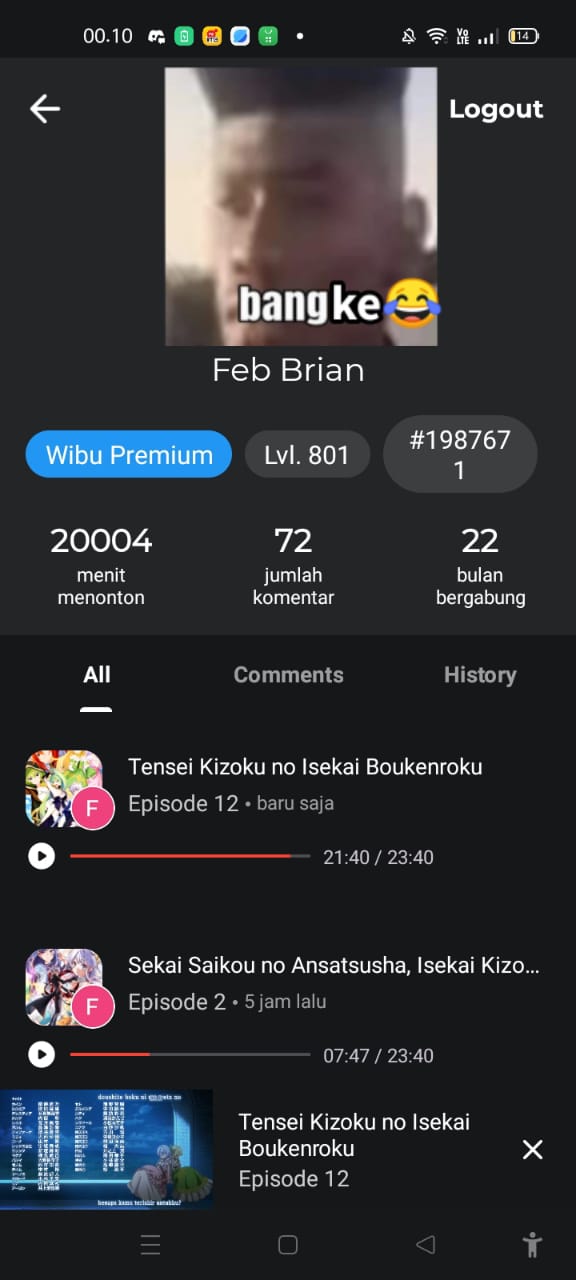 00.10
VO
LTE
14
Logout
bangke😂
Feb Brian
Wibu Premium
Lvl. 801
#198767
1
20004
menit
menonton
72
jumlah
komentar
22
bulan
bergabung
All
Comments
History
Tensei Kizoku no Isekai Boukenroku
Episode 12 • baru saja
F
21:40 / 23:40
Sekai Saikou no Ansatsusha, Isekai Kizo...
Episode 2 • 5 jam lalu
F
07:47 / 23:40
Tensei Kizoku no Isekai
Boukenroku
Episode 12